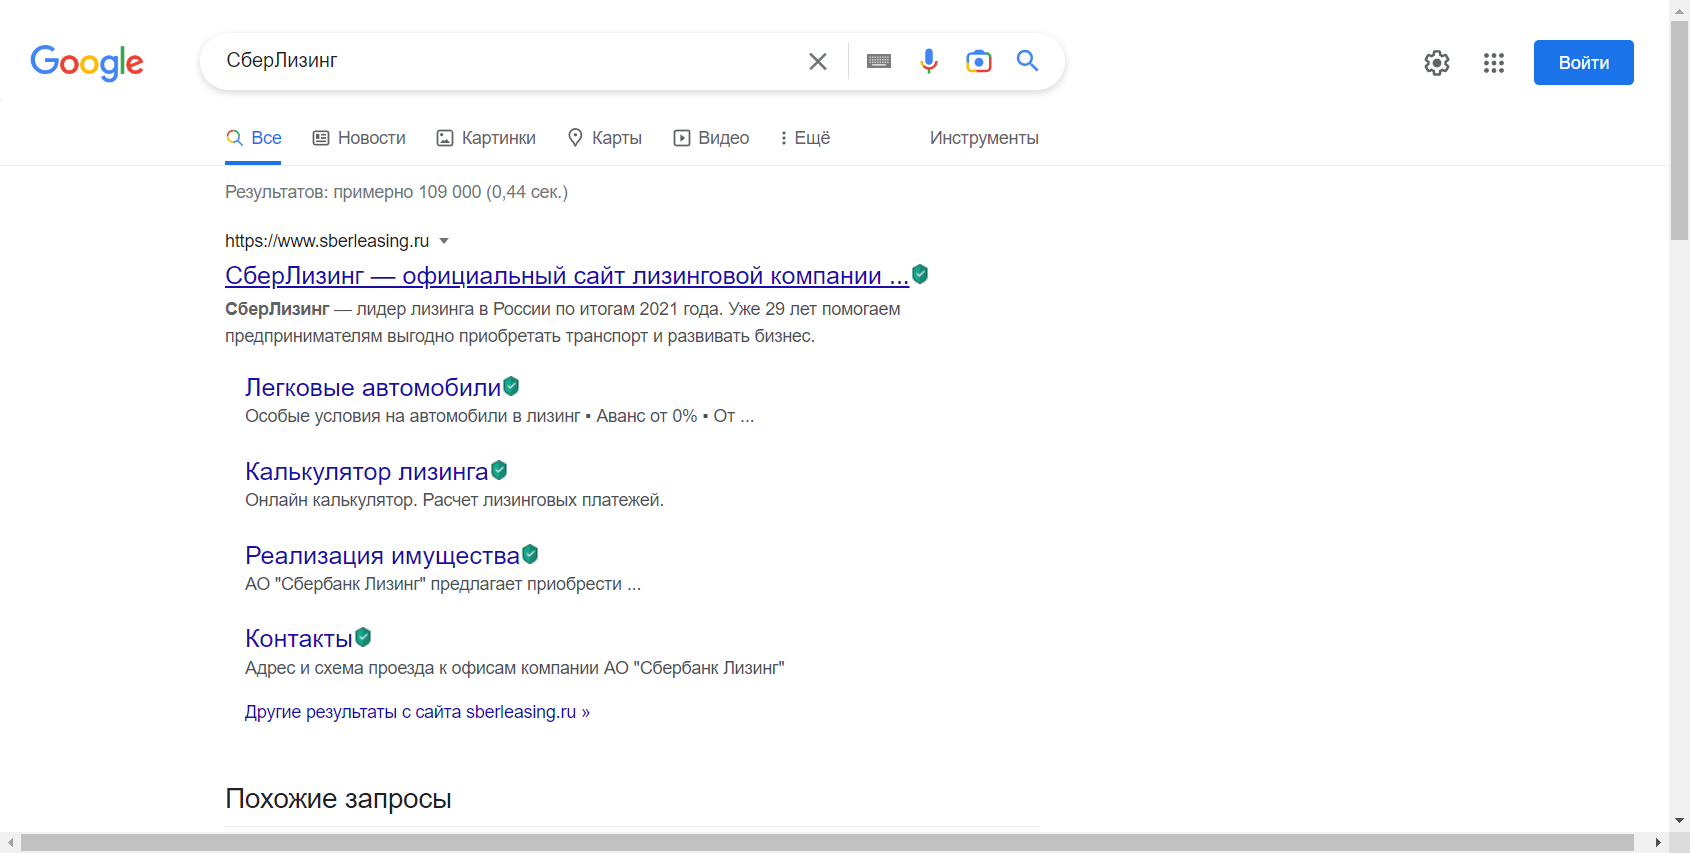 Google
СберЛизинг
Войти
Все
Новости
Картинки
Карты
Видео
Ещё
Инструменты
Результатов: примерно 109 000 (0,44 сек.)
https://www.sberleasing.ru
СберЛизинг — официальный сайт лизинговой компании ...
СберЛизинг — лидер лизинга в России по итогам 2021 года. Уже 29 лет помогаем
предпринимателям выгодно приобретать транспорт и развивать бизнес.
Легковые автомобили
Особые условия на автомобили в лизинг ▪ Аванс от 0% ▪ От ...
Калькулятор лизинга
Онлайн калькулятор. Расчет лизинговых платежей.
Реализация имущества
АО "Сбербанк Лизинг" предлагает приобрести ...
Контакты
Адрес и схема проезда к офисам компании АО "Сбербанк Лизинг"
Другие результаты с сайта sberleasing.ru »
Похожие запросы